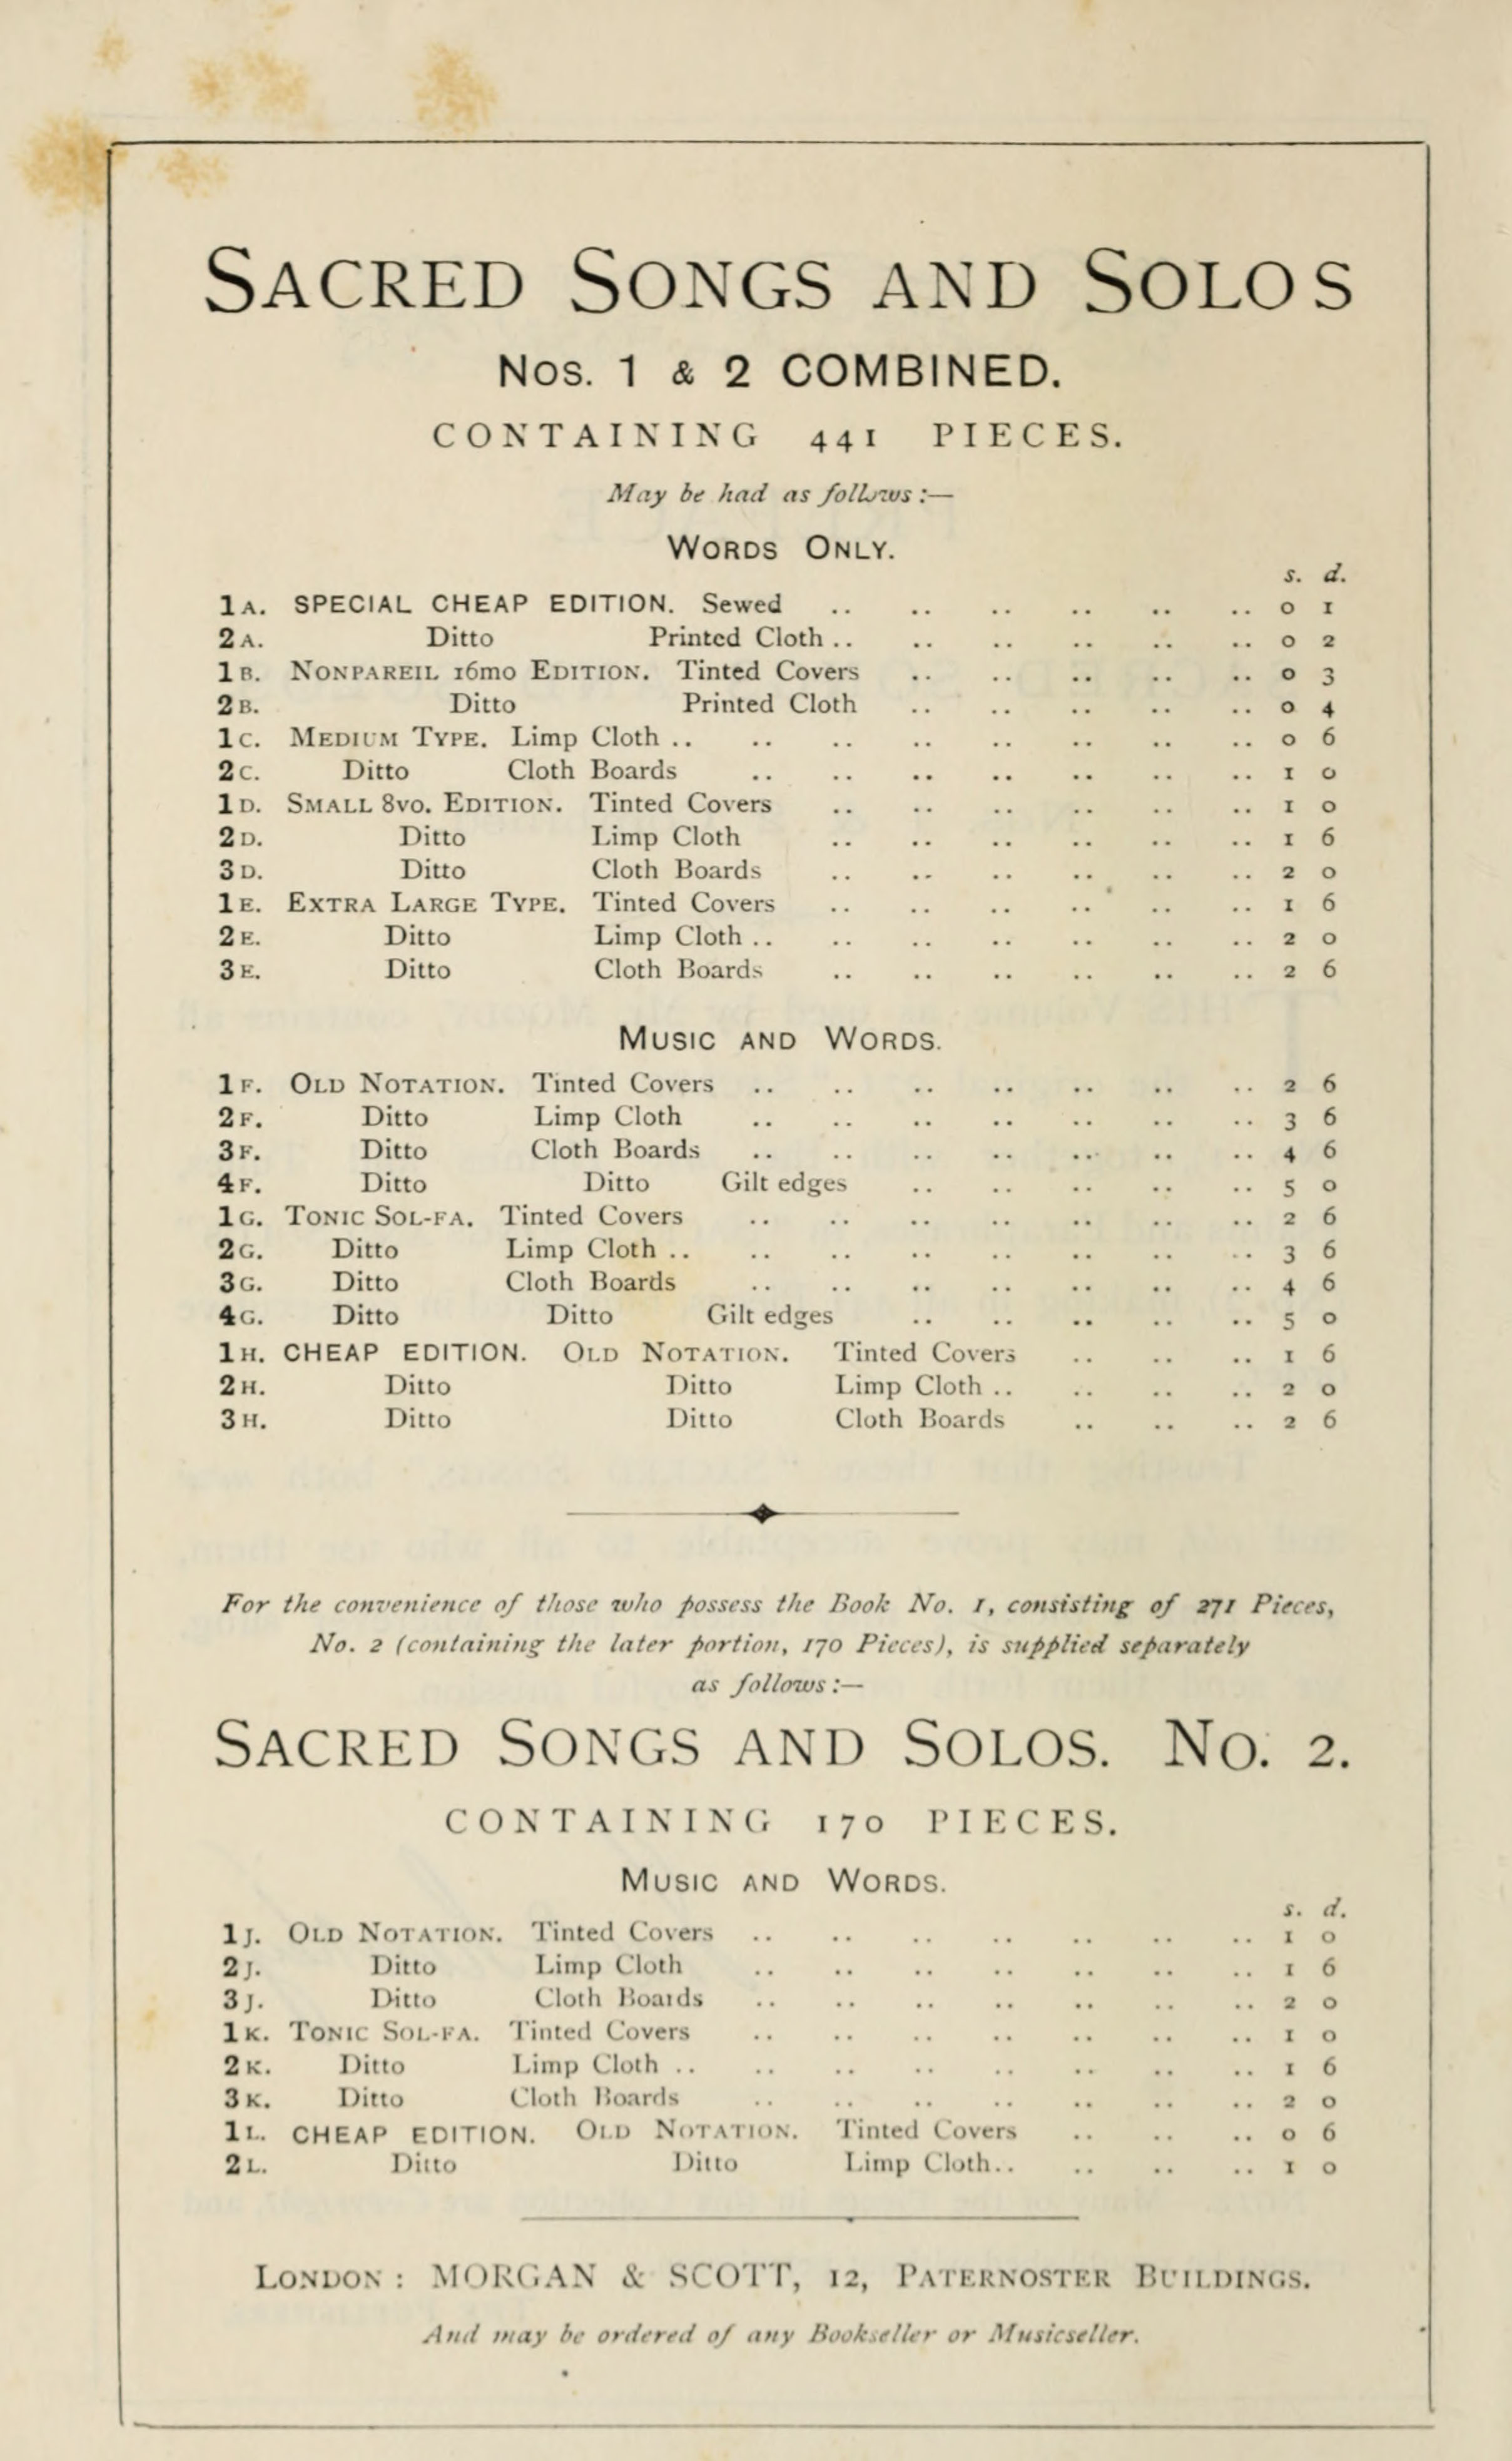 SACRED SONGS AND SOLOS
Nos. 1 & 2 COMBINED.
CONTAINING 441 PIECES.
May be had as follows :—
WORDS ONLY.
s. d.
1A. SPECIAL CHEAP EDITION. Sewed .. .. .. .. .. .. 0 1
2A. Ditto Printed Cloth .. .. .. .. .. .. 0 2
1B. NONPAREIL 16mo EDITION. Tinted Covers .. .. .. .. .. 0 3
2B. Ditto Printed Cloth .. .. .. .. .. 0 4
1C. MEDIUM TYPE. Limp Cloth .. .. .. .. .. .. .. .. 0 6
2C. Ditto Cloth Boards .. .. .. .. .. .. .. 1 0
1D. SMALL 8vo. EDITION. Tinted Covers .. .. .. .. .. .. 1 0
2D. Ditto Limp Cloth .. .. .. .. .. .. 1 6
3D. Ditto Cloth Boards .. .. .. .. .. .. 2 0
1E. EXTRA LARGE TYPE. Tinted Covers .. .. .. .. .. .. 1 6
2E. Ditto Limp Cloth .. .. .. .. .. .. .. 2 0
3E. Ditto Cloth Boards .. .. .. .. .. .. 2 6
MUSIC AND WORDS.
1F. OLD NOTATION. Tinted Covers .. .. .. .. .. .. .. 2 6
2F. Ditto Limp Cloth .. .. .. .. .. .. .. 3 6
3F. Ditto Cloth Boards .. .. .. .. .. .. .. 4 6
4F. Ditto Ditto Gilt edges .. .. .. .. .. 5 0
1G. TONIC SOL-FA. Tinted Covers .. .. .. .. .. .. .. 2 6
2G. Ditto Limp Cloth .. .. .. .. .. .. .. .. 3 6
3G. Ditto Cloth Boards .. .. .. .. .. .. .. 4 6
4G. Ditto Ditto Gilt edges .. .. .. .. .. 5 0
1H. CHEAP EDITION. OLD NOTATION. Tinted Covers .. .. .. 1 6
2H. Ditto Ditto Limp Cloth .. .. .. .. 2 0
3H. Ditto Ditto Cloth Boards .. .. .. 2 6
For the convenience of those who possess the Book No. 1, consisting of 271 Pieces,
No. 2 (containing the later portion, 170 Pieces), is supplied separately
as follows :—
SACRED SONGS AND SOLOS. No. 2.
CONTAINING 170 PIECES.
MUSIC AND WORDS.
s. d.
1J. OLD NOTATION. Tinted Covers .. .. .. .. .. .. .. 1 0
2J. Ditto Limp Cloth .. .. .. .. .. .. .. 1 6
3J. Ditto Cloth Boards .. .. .. .. .. .. .. 2 0
1K. TONIC SOL-FA. Tinted Covers .. .. .. .. .. .. .. 1 0
2K. Ditto Limp Cloth .. .. .. .. .. .. .. .. 1 6
3K. Ditto Cloth Boards .. .. .. .. .. .. .. 2 0
1L. CHEAP EDITION. OLD NOTATION. Tinted Covers .. .. .. 0 6
2L. Ditto Ditto Limp Cloth.. .. .. .. 1 0
LONDON : MORGAN & SCOTT, 12, PATERNOSTER BUILDINGS.
And may be ordered of any Bookseller or Musicseller.